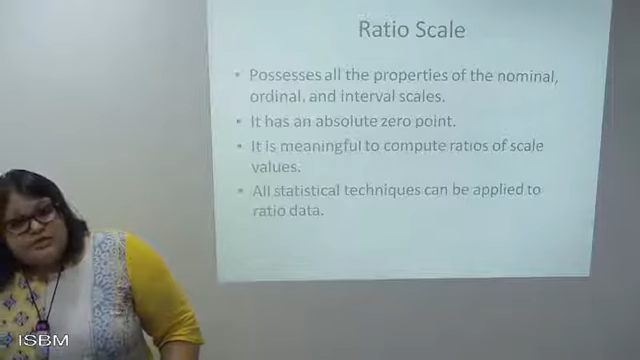 Ratio Scale
• Possesses all the properties of the nominal,
ordinal, and interval scales.
• It has an absolute zero point.
• It is meaningful to compute ratios of scale
values.
• All statistical techniques can be applied to
ratio data.
ISBM